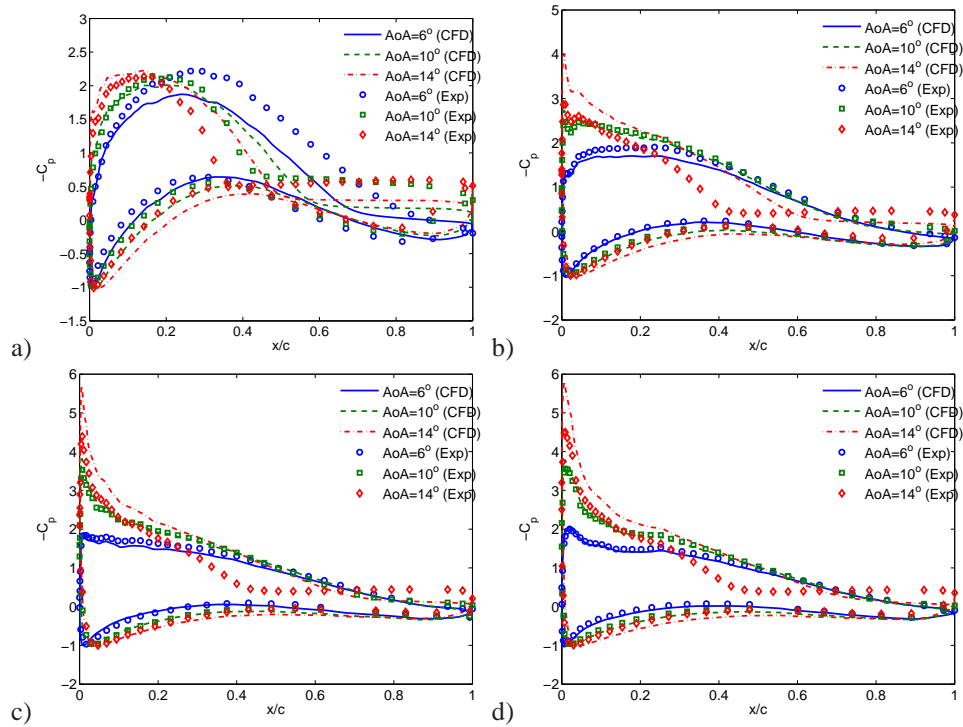 3
2.5
2
1.5
1
0.5
0
−0.5
−1
−1.5
−C_p
0 0.2 0.4 0.6 0.8 1
x/c
AoA=6° (CFD)
AoA=10° (CFD)
AoA=14° (CFD)
AoA=6° (Exp)
AoA=10° (Exp)
AoA=14° (Exp)
a)
5
4
3
2
1
0
−1
−2
−C_p
0 0.2 0.4 0.6 0.8 1
x/c
AoA=6° (CFD)
AoA=10° (CFD)
AoA=14° (CFD)
AoA=6° (Exp)
AoA=10° (Exp)
AoA=14° (Exp)
b)
6
5
4
3
2
1
0
−1
−2
−C_p
0 0.2 0.4 0.6 0.8 1
x/c
AoA=6° (CFD)
AoA=10° (CFD)
AoA=14° (CFD)
AoA=6° (Exp)
AoA=10° (Exp)
AoA=14° (Exp)
c)
6
5
4
3
2
1
0
−1
−2
−C_p
0 0.2 0.4 0.6 0.8 1
x/c
AoA=6° (CFD)
AoA=10° (CFD)
AoA=14° (CFD)
AoA=6° (Exp)
AoA=10° (Exp)
AoA=14° (Exp)
d)